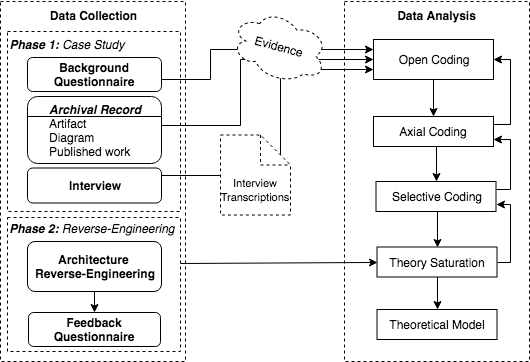 Data Collection
Phase 1: Case Study
Background
Questionnaire
Archival Record
Artifact
Diagram
Published work
Interview
Phase 2: Reverse-Engineering
Architecture
Reverse-Engineering
Feedback
Questionnaire
Evidence
Interview
Transcriptions
Data Analysis
Open Coding
Axial Coding
Selective Coding
Theory Saturation
Theoretical Model